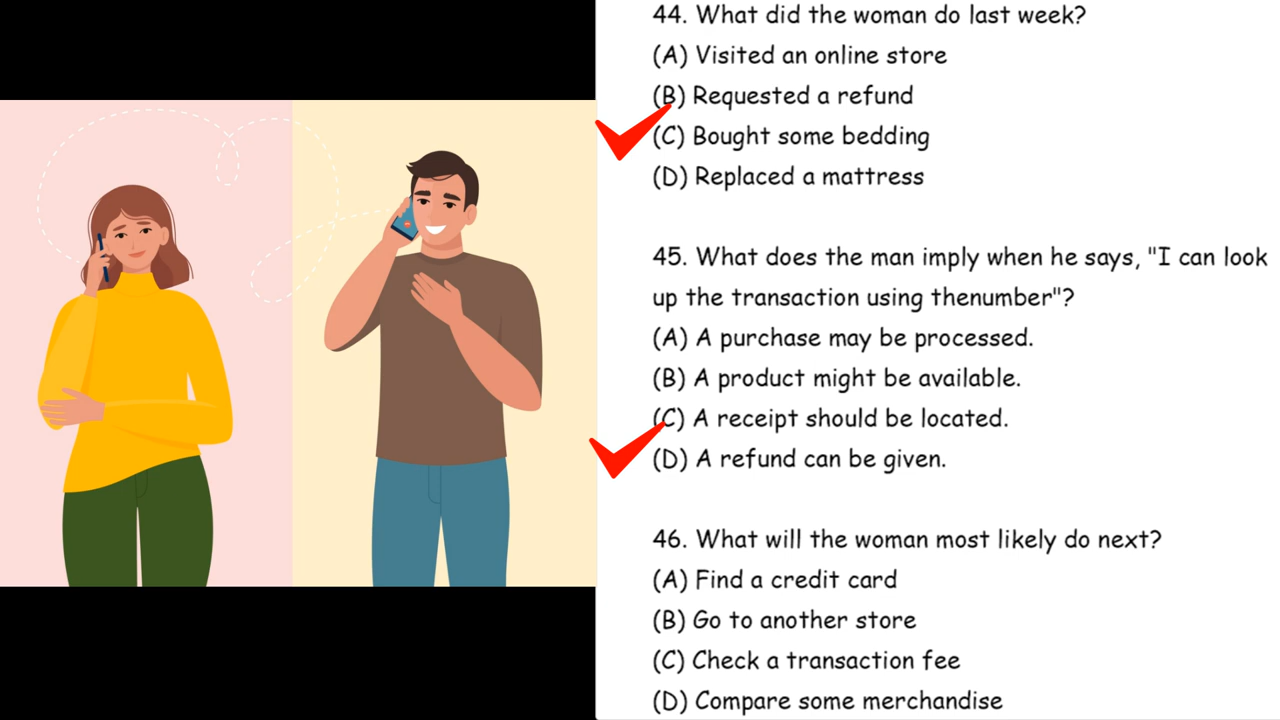 44. What did the woman do last week?
(A) Visited an online store
(B) Requested a refund
(C) Bought some bedding
(D) Replaced a mattress
45. What does the man imply when he says, "I can look
up the transaction using thenumber"?
(A) A purchase may be processed.
(B) A product might be available.
(C) A receipt should be located.
(D) A refund can be given.
46. What will the woman most likely do next?
(A) Find a credit card
(B) Go to another store
(C) Check a transaction fee
(D) Compare some merchandise